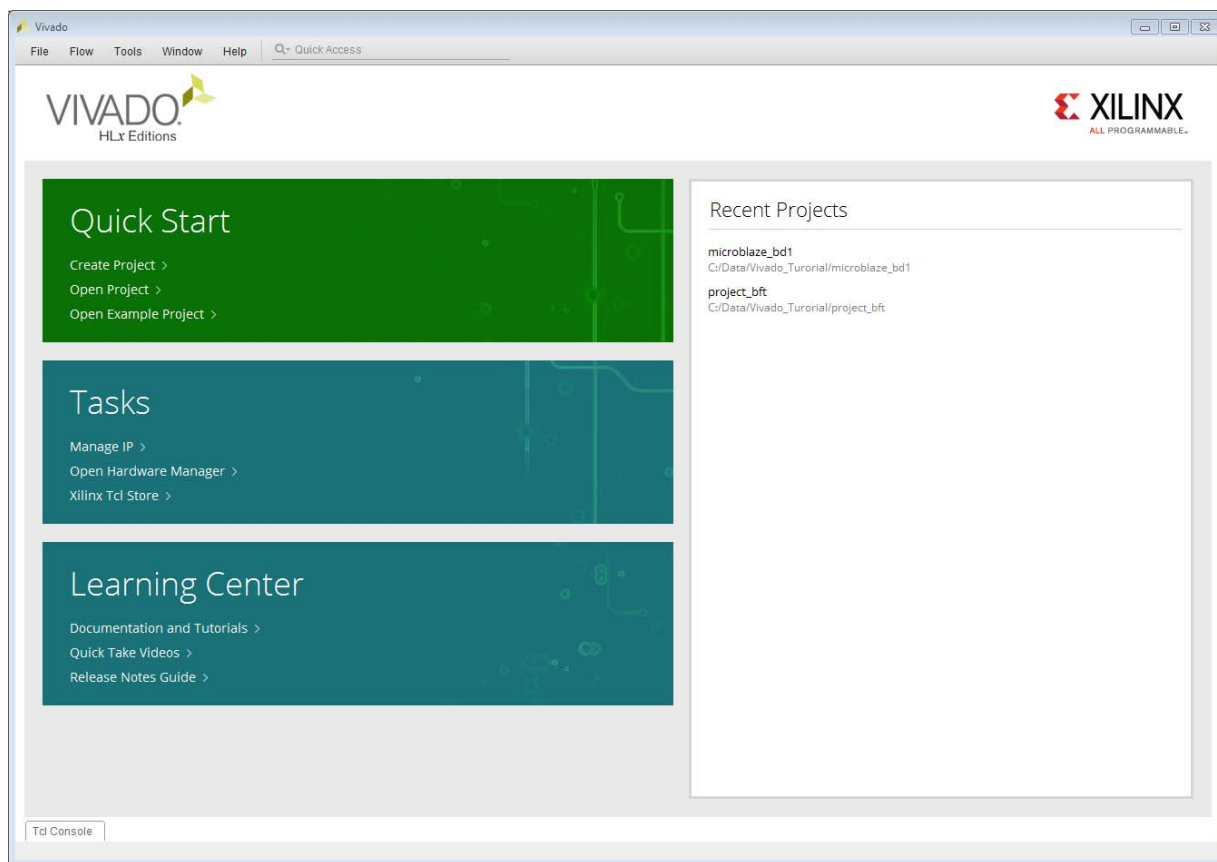 Vivado
File Flow Tools Window Help Quick Access
VIVADO.
HLx Editions
XILINX
ALL PROGRAMMABLE™
Quick Start
Create Project >
Open Project >
Open Example Project >
Tasks
Manage IP >
Open Hardware Manager >
Xilinx Tcl Store >
Learning Center
Documentation and Tutorials >
Quick Take Videos >
Release Notes Guide >
Recent Projects
microblaze_bd1
C:/Data/Vivado_Turorial/microblaze_bd1
project_bft
C:/Data/Vivado_Turorial/project_bft
Tcl Console